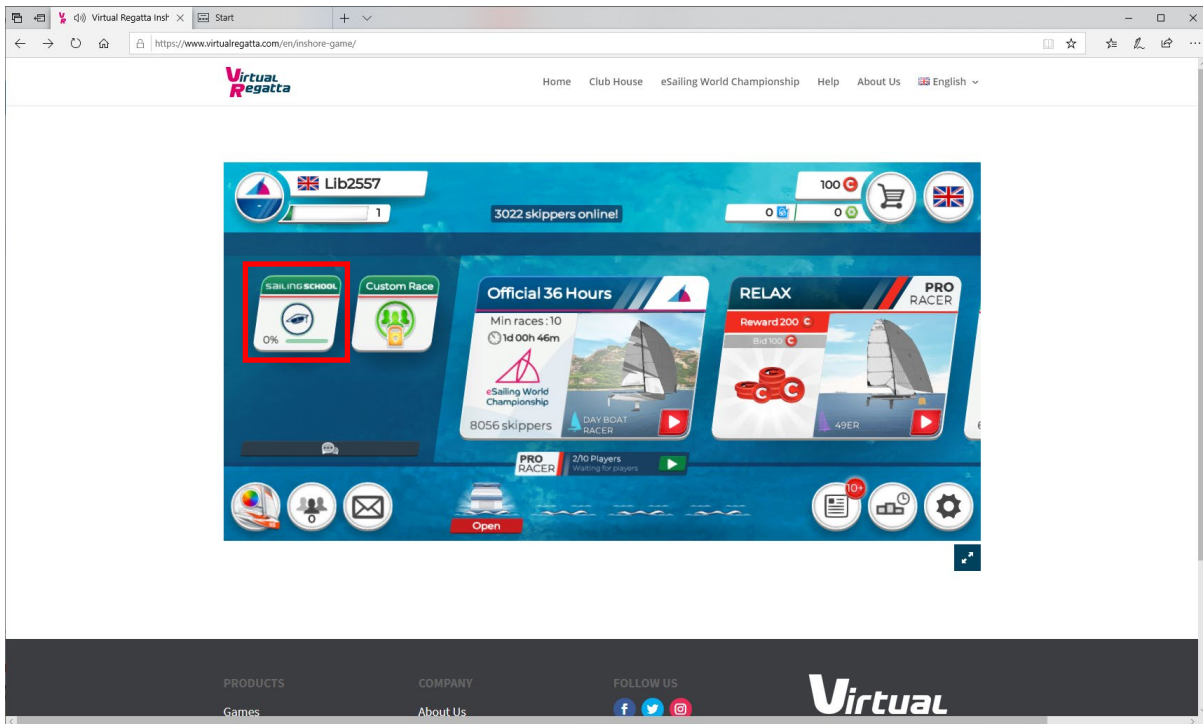 Virtual Regatta Insh
Start
https://www.virtualregatta.com/en/inshore-game/
Virtual
Regatta
Home Club House eSailing World Championship Help About Us English
Lib2557
1
3022 skippers online!
100 C
0 0
SAILING SCHOOL
0%
Custom Race
Official 36 Hours
Min races : 10
1d 00h 46m
eSailing World
Championship
8056 skippers
DAY BOAT
RACER
RELAX
PRO
RACER
Reward 200 C
Bid 100 C
C C
49ER
PRO
RACER
2/10 Players
Waiting for players
0
Open
10+
PRODUCTS COMPANY FOLLOW US
Games About Us
Virtual